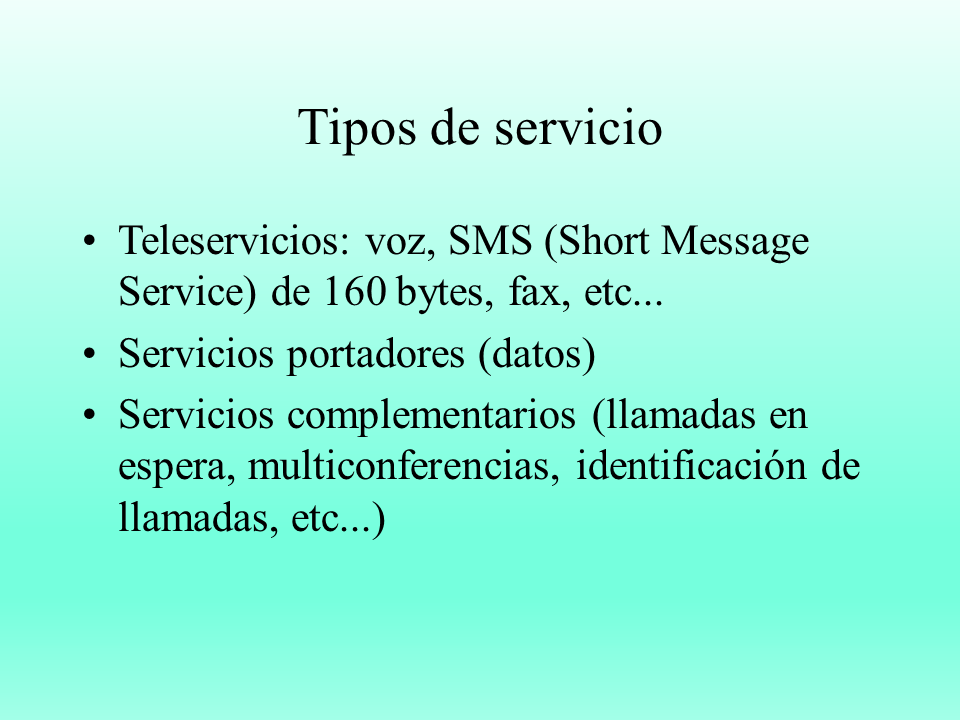 Tipos de servicio
• Teleservicios: voz, SMS (Short Message
Service) de 160 bytes, fax, etc...
• Servicios portadores (datos)
• Servicios complementarios (llamadas en
espera, multiconferencias, identificación de
llamadas, etc...)